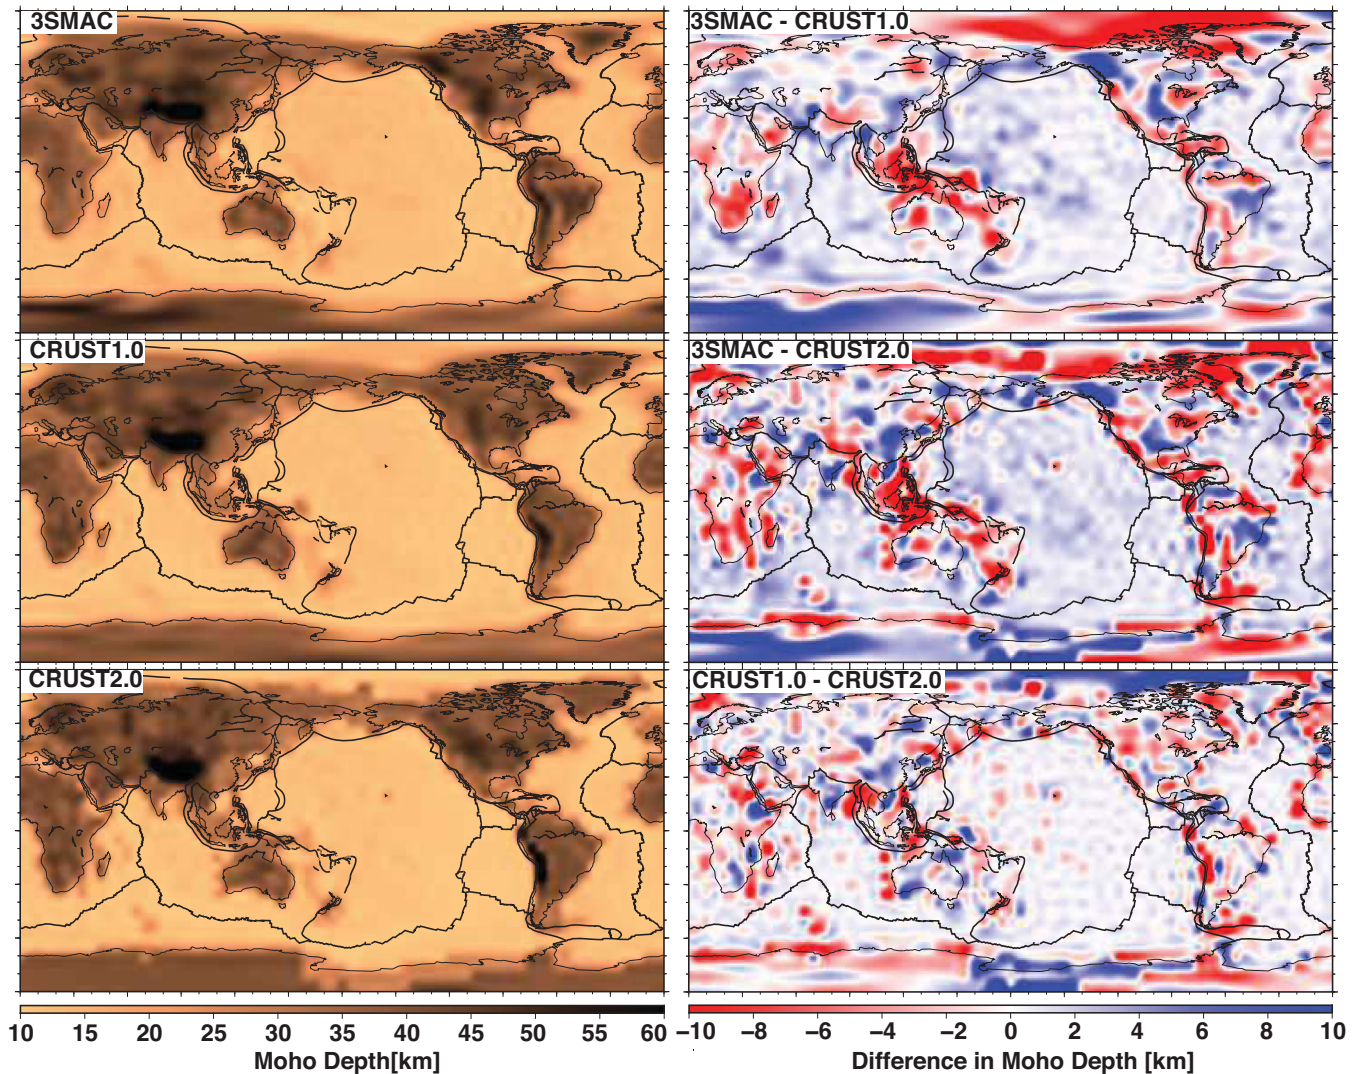 3SMAC
3SMAC - CRUST1.0
CRUST1.0
3SMAC - CRUST2.0
CRUST2.0
CRUST1.0 - CRUST2.0
10 15 20 25 30 35 40 45 50 55 60
Moho Depth[km]
−10 −8 −6 −4 −2 0 2 4 6 8 10
Difference in Moho Depth [km]